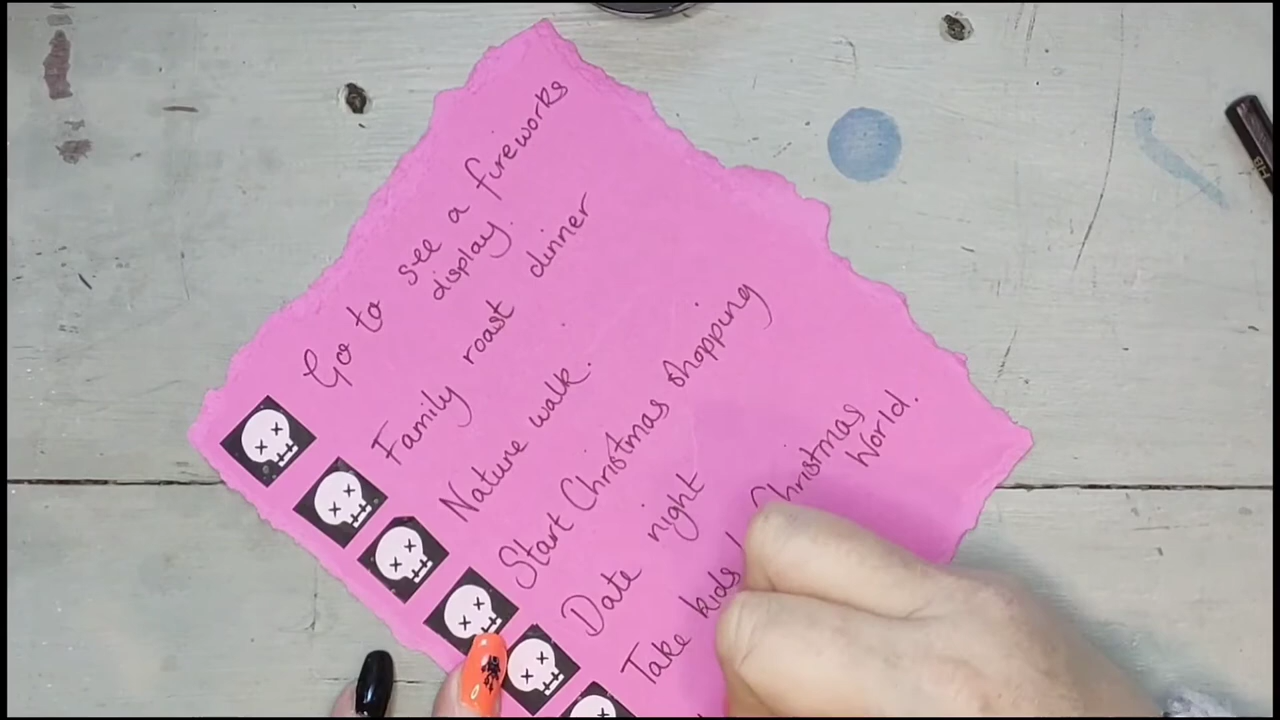 Go to see a fireworks
display.
Family roast dinner
Nature walk.
Start Christmas shopping
Date night
Take kids Christmas
World.
HB